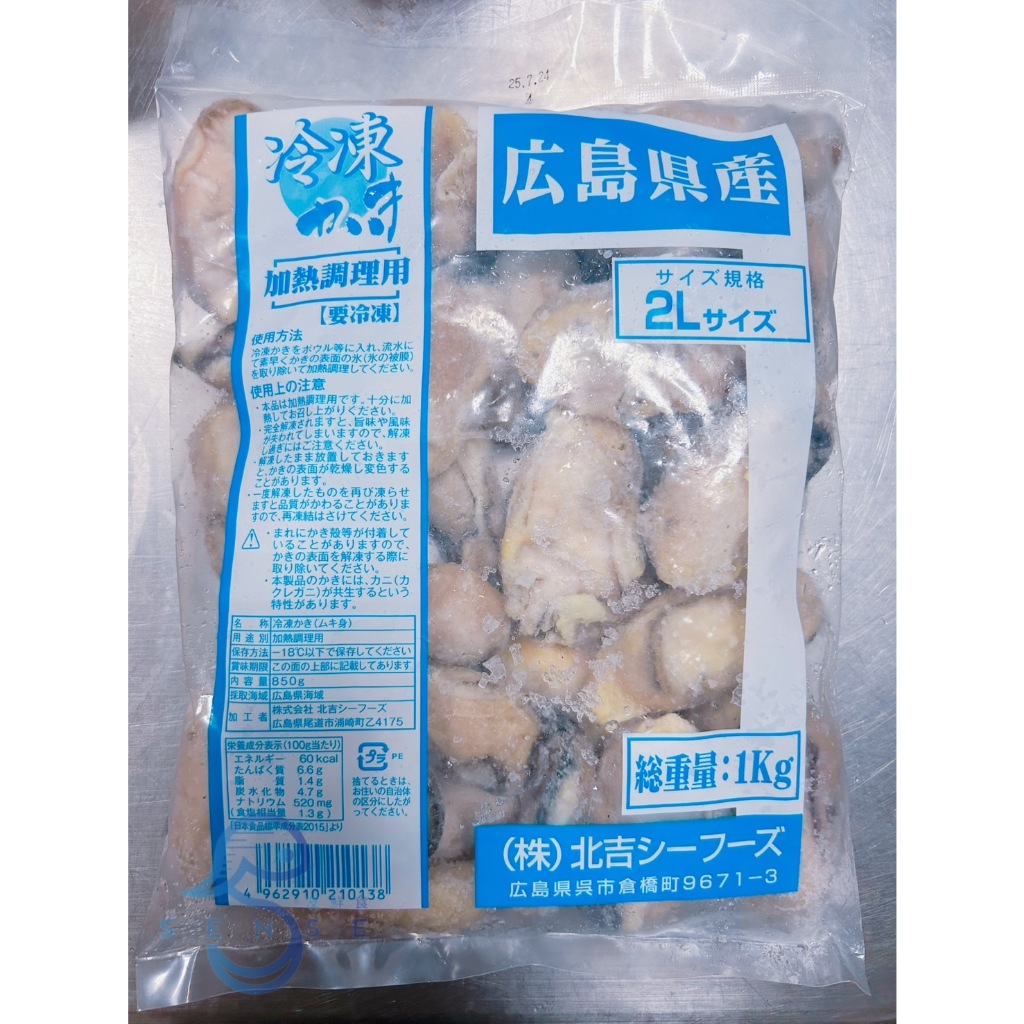 25.7.24
冷凍
かき
加熱調理用
【要冷凍】
使用方法
冷凍かきをボウル等に入れ、流水に
て素早くかきの表面の氷(氷の被膜)
を取り除いて加熱調理してください。
使用上の注意
・本品は加熱調理用です。十分に加
熱してお召し上がりください。
・完全解凍されますと、旨味や風味
が失われてしまいますので、解凍
し過ぎにはご注意ください。
・解凍したまま放置しておきます
と、かきの表面が乾燥し変色する
ことがあります。
・一度解凍したものを再び凍らせ
ますと品質がかわることがありま
すので、再凍結はさけてください。
・まれにかき殻等が付着して
いることがありますので、
かきの表面を解凍する際に
取り除いてください。
・本製品のかきには、カニ(カ
クレガニ)が共生するという
特性があります。
名 称 冷凍かき(ムキ身)
用途別 加熱調理用
保存方法 −18℃以下で保存してください
賞味期限 この面の上部に記載してあります
内容量 850g
採取海域 広島県海域
加工者 株式会社 北吉シーフーズ
広島県尾道市浦崎町乙4175
栄養成分表示(100g当たり)
エネルギー 60kcal
たんぱく質 6.6g
脂質 1.4g
炭水化物 4.7g
ナトリウム 520mg
(食塩相当量 1.3g)
「日本食品標準成分表2015」より
プラ PE
捨てるときは、
お住いの自治体
の区分にしたが
ってください。
4 962910 210138
SENSE
広島県産
サイズ規格
2Lサイズ
総重量:1Kg
(株)北吉シーフーズ
広島県呉市倉橋町9671−3